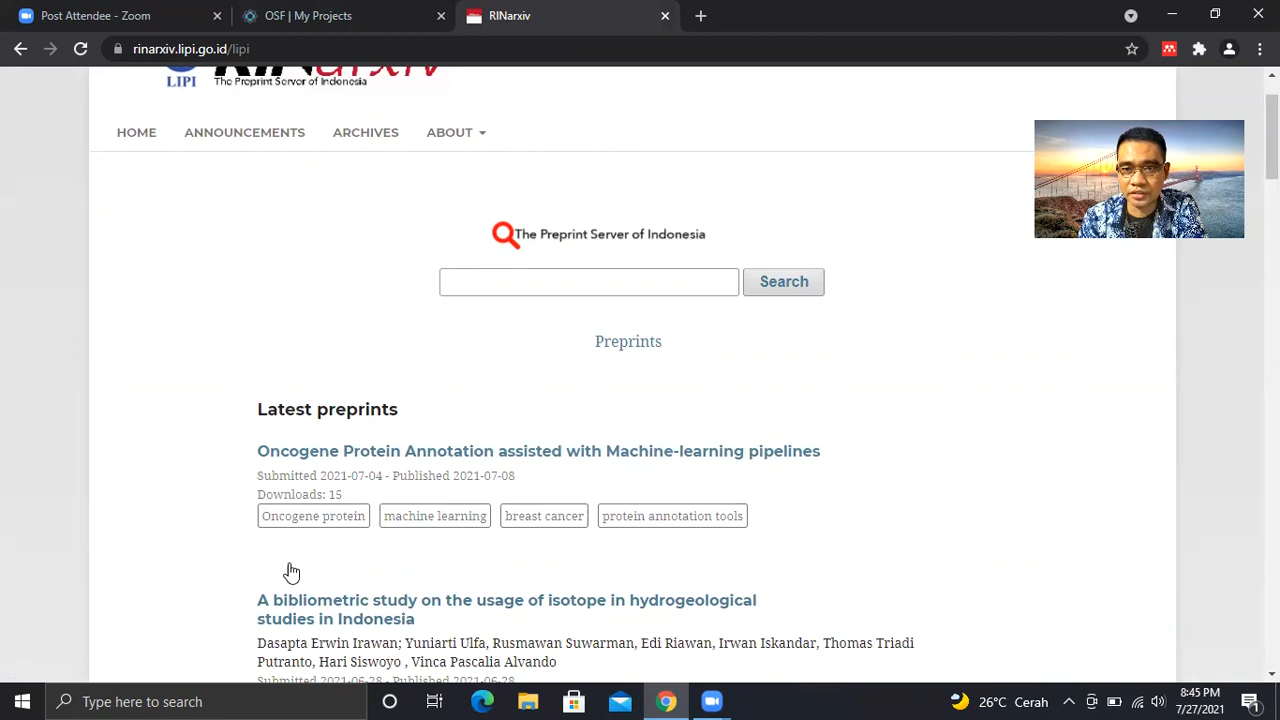 Post Attendee - Zoom
OSF | My Projects
RINarxiv
rinarxiv.lipi.go.id/lipi
LIPI
RINarxiv
The Preprint Server of Indonesia
HOME
ANNOUNCEMENTS
ARCHIVES
ABOUT
The Preprint Server of Indonesia
Search
Preprints
Latest preprints
Oncogene Protein Annotation assisted with Machine-learning pipelines
Submitted 2021-07-04 - Published 2021-07-08
Downloads: 15
Oncogene protein
machine learning
breast cancer
protein annotation tools
A bibliometric study on the usage of isotope in hydrogeological
studies in Indonesia
Dasapta Erwin Irawan; Yuniarti Ulfa, Rusmawan Suwarman, Edi Riawan, Irwan Iskandar, Thomas Triadi
Putranto, Hari Siswoyo , Vinca Pascalia Alvando
Submitted 2021-06-28 - Published 2021-06-28
Type here to search
26°C Cerah
8:45 PM
7/27/2021
1